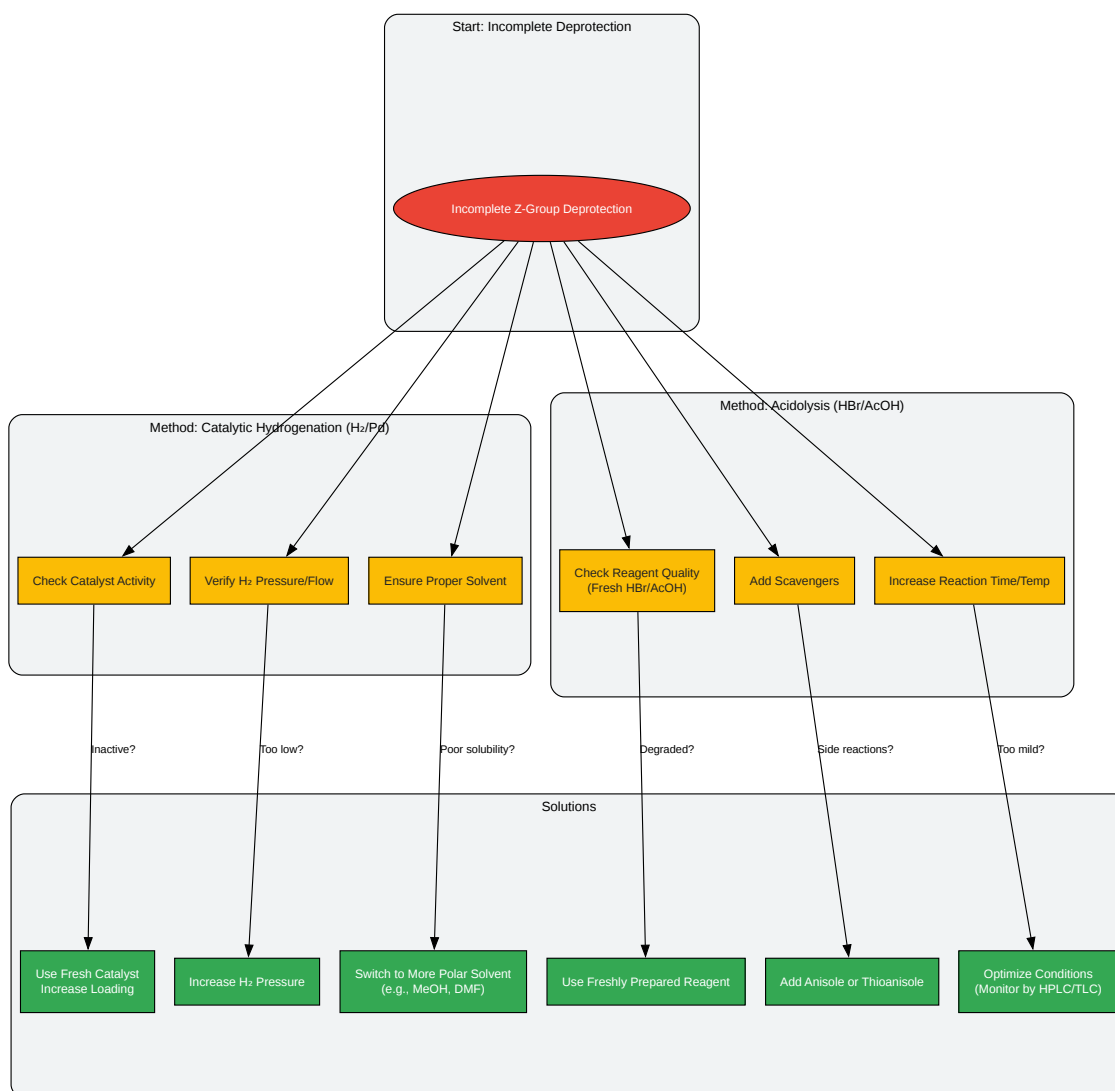 Start: Incomplete Deprotection
Incomplete Z-Group Deprotection
Method: Catalytic Hydrogenation (H₂/Pd)
Method: Acidolysis (HBr/AcOH)
Check Catalyst Activity
Verify H₂ Pressure/Flow
Ensure Proper Solvent
Check Reagent Quality
(Fresh HBr/AcOH)
Add Scavengers
Increase Reaction Time/Temp
Inactive?
Too low?
Poor solubility?
Degraded?
Side reactions?
Too mild?
Solutions
Use Fresh Catalyst
Increase Loading
Increase H₂ Pressure
Switch to More Polar Solvent
(e.g., MeOH, DMF)
Use Freshly Prepared Reagent
Add Anisole or Thioanisole
Optimize Conditions
(Monitor by HPLC/TLC)